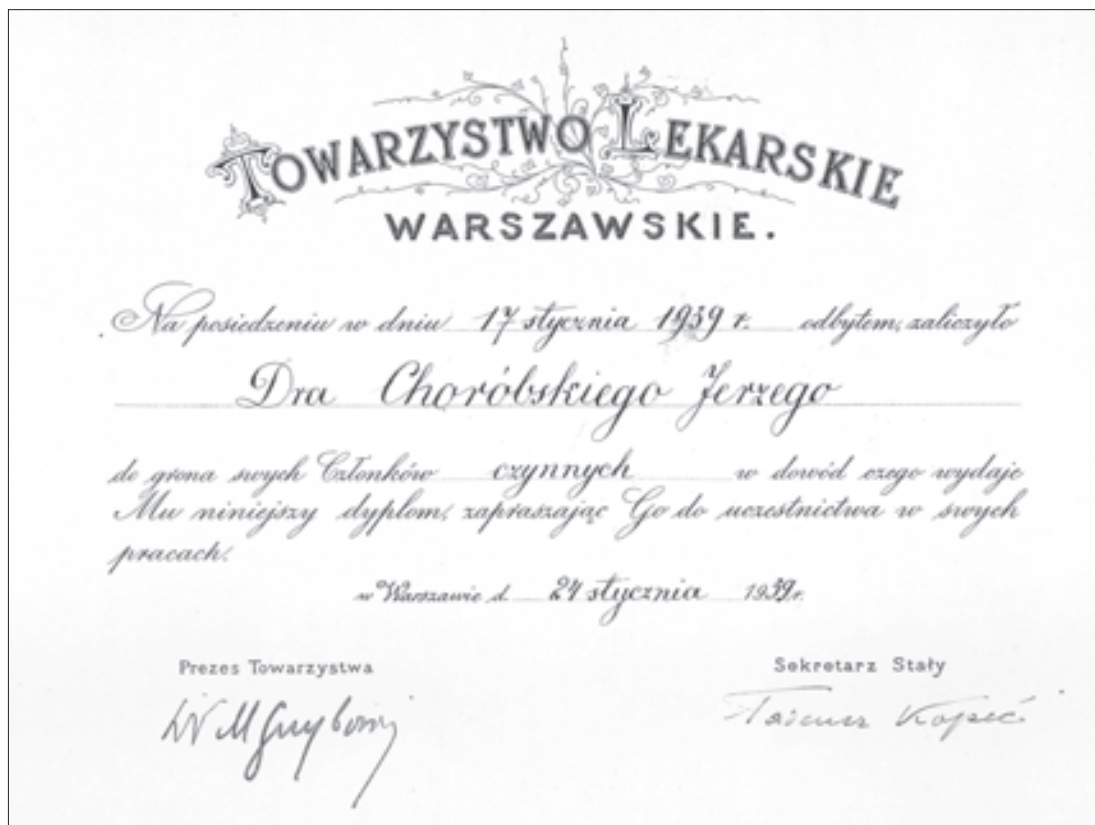 TOWARZYSTWO LEKARSKIE
WARSZAWSKIE.
Na posiedzeniu w dniu 17 stycznia 1939 r. odbytem, zaliczyło
Dra Choróbskiego Jerzego
do grona swych Członków czynnych w dowód czego wydaje
Mu niniejszy dyplom, zapraszając Go do uczestnictwa w swych
pracach.
w Warszawie d. 24 stycznia 1939 r.
Prezes Towarzystwa
Sekretarz Stały
Dr M
Kopeć